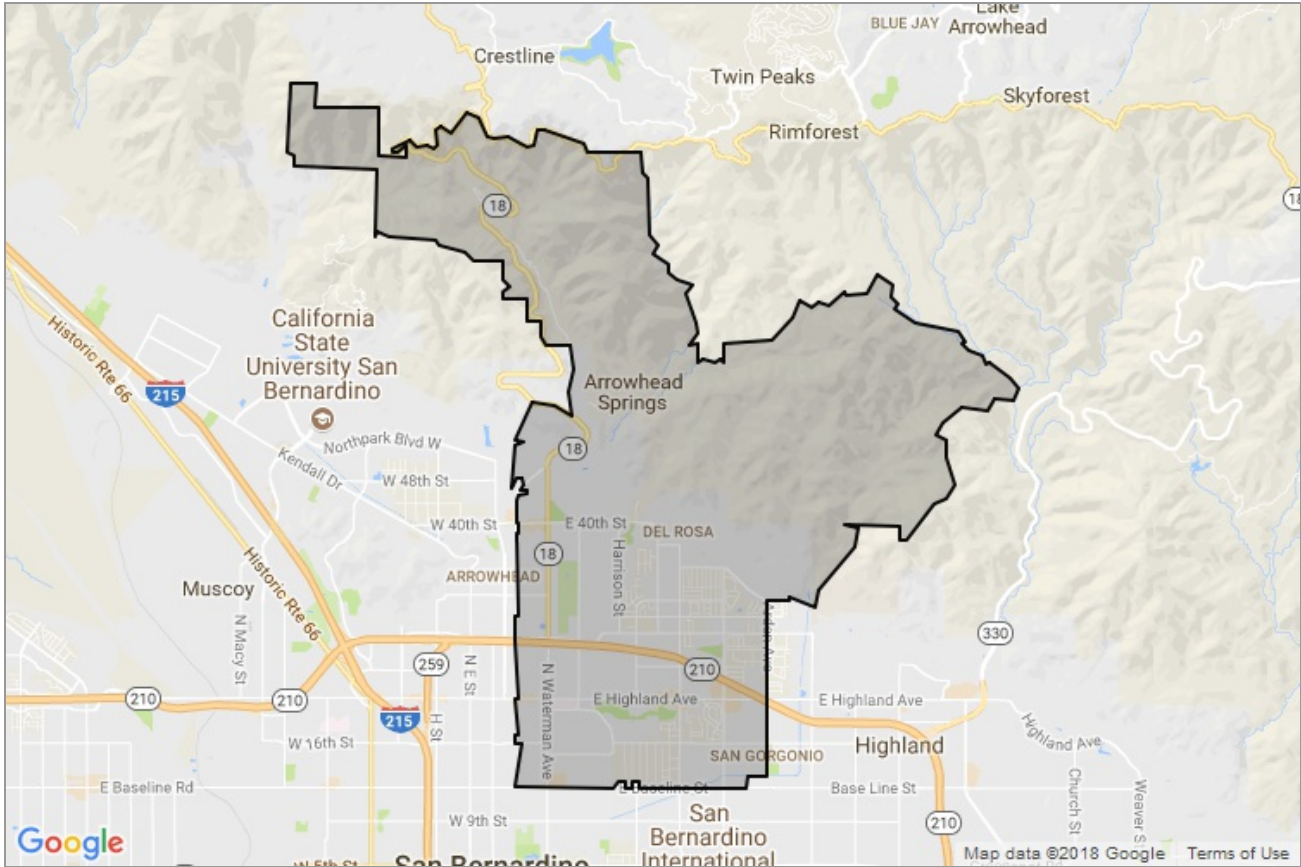 Lake
BLUE JAY
Arrowhead
Crestline
Twin Peaks
Skyforest
Rimforest
18
18
California
State
University San
Bernardino
Historic Rte 66
215
Arrowhead
Springs
Northpark Blvd W
Kendall Dr
18
W 48th St
W 40th St
E 40th St
DEL ROSA
18
Harrison St
ARROWHEAD
Muscoy
Historic Rte 66
N Macy St
Arden Ave
330
259
N E St
210
210
210
N Waterman Ave
E Highland Ave
E Highland Ave
215
H St
W 16th St
SAN GORGONIO
Highland
Highland Ave
E Baseline Rd
E Baseline St
Base Line St
Church St
Weaver St
W 9th St
San
Bernardino
International
210
San Bernardino
W 5th St
Google
Map data ©2018 Google
Terms of Use